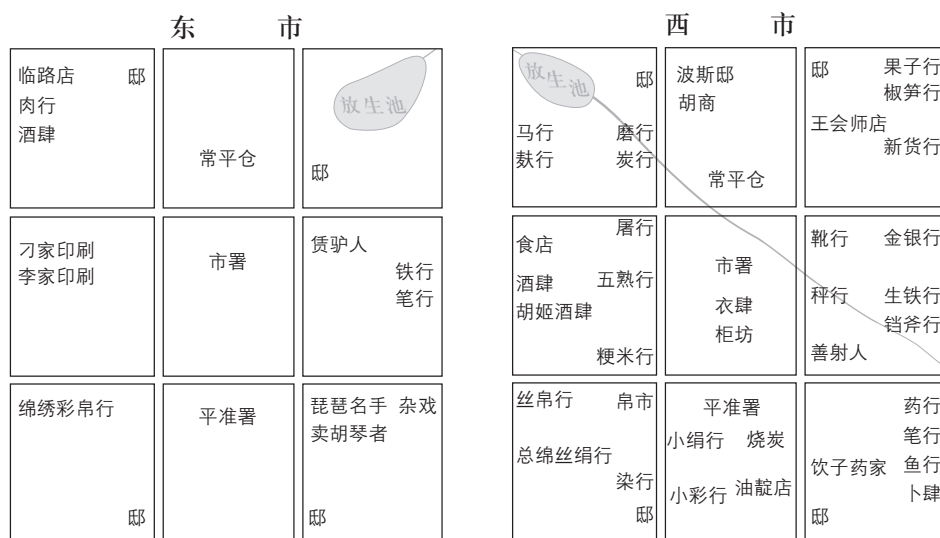 东 市
临路店 邸
肉行
酒肆
常平仓
放生池
邸
刁家印刷
李家印刷
市署
赁驴人
铁行
笔行
绵绣彩帛行
邸
平准署
琵琶名手 杂戏
卖胡琴者
邸
西 市
放生池
邸
马行 磨行
麸行 炭行
波斯邸
胡商
常平仓
邸 果子行
椒笋行
王会师店
新货行
屠行
食店
五熟行
酒肆
胡姬酒肆
粳米行
市署
衣肆
柜坊
靴行 金银行
秤行 生铁行
铛斧行
善射人
丝帛行 帛市
总绵丝绢行
染行
邸
平准署
小绢行 烧炭
小彩行 油靛店
药行
笔行
饮子药家 鱼行
卜肆
邸